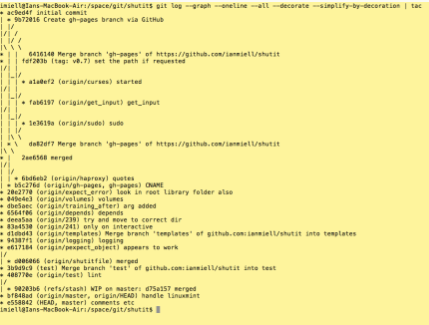 imiell@Ians-MacBook-Air:/space/git/shutit$ git log --graph --oneline --all --decorate --simplify-by-decoration | tac
* ac9ed4f initial commit
| * 9b72016 Create gh-pages branch via GitHub
| |/
|/| /
| | / /
|\ \ \
* | |   6416140 Merge branch 'gh-pages' of https://github.com/ianmiell/shutit
* | | fdf203b (tag: v0.7) set the path if requested
|/| |
| |_|/
| | | * a1a0ef2 (origin/curses) started
|/| |
| |_|/
| | | * fab6197 (origin/get_input) get_input
|/| |
| |_|/
| | | * 1e3619a (origin/sudo) sudo
| |\ \
| * \   da82df7 Merge branch 'gh-pages' of https://github.com/ianmiell/shutit
* |   2ae6568 merged
|/| |
| | | * 6bd6eb2 (origin/haproxy) quotes
| * b5c276d (origin/gh-pages, gh-pages) CNAME
* 20e2770 (origin/expect_error) look in root library folder also
* 049e4e3 (origin/volumes) volumes
* dbe5aec (origin/training_after) arg added
* 6564f06 (origin/depends) depends
* deea5aa (origin/239) try and move to correct dir
* 83a4530 (origin/241) only on interactive
* d1dbd43 (origin/templates) Merge branch 'templates' of github.com:ianmiell/shutit into templates
* 94387f1 (origin/logging) logging
* e617184 (origin/pexpect_object) appears to work
|/
| * d006066 (origin/shutitfile) merged
* 3b9d9c9 (test) Merge branch 'test' of github.com:ianmiell/shutit into test
* 408770e (origin/test) lint
|/
| * 90203b6 (refs/stash) WIP on master: d75a157 merged
* bf840ad (origin/master, origin/HEAD) handle linuxmint
* e558842 (HEAD, master) comments etc
imiell@Ians-MacBook-Air:/space/git/shutit$